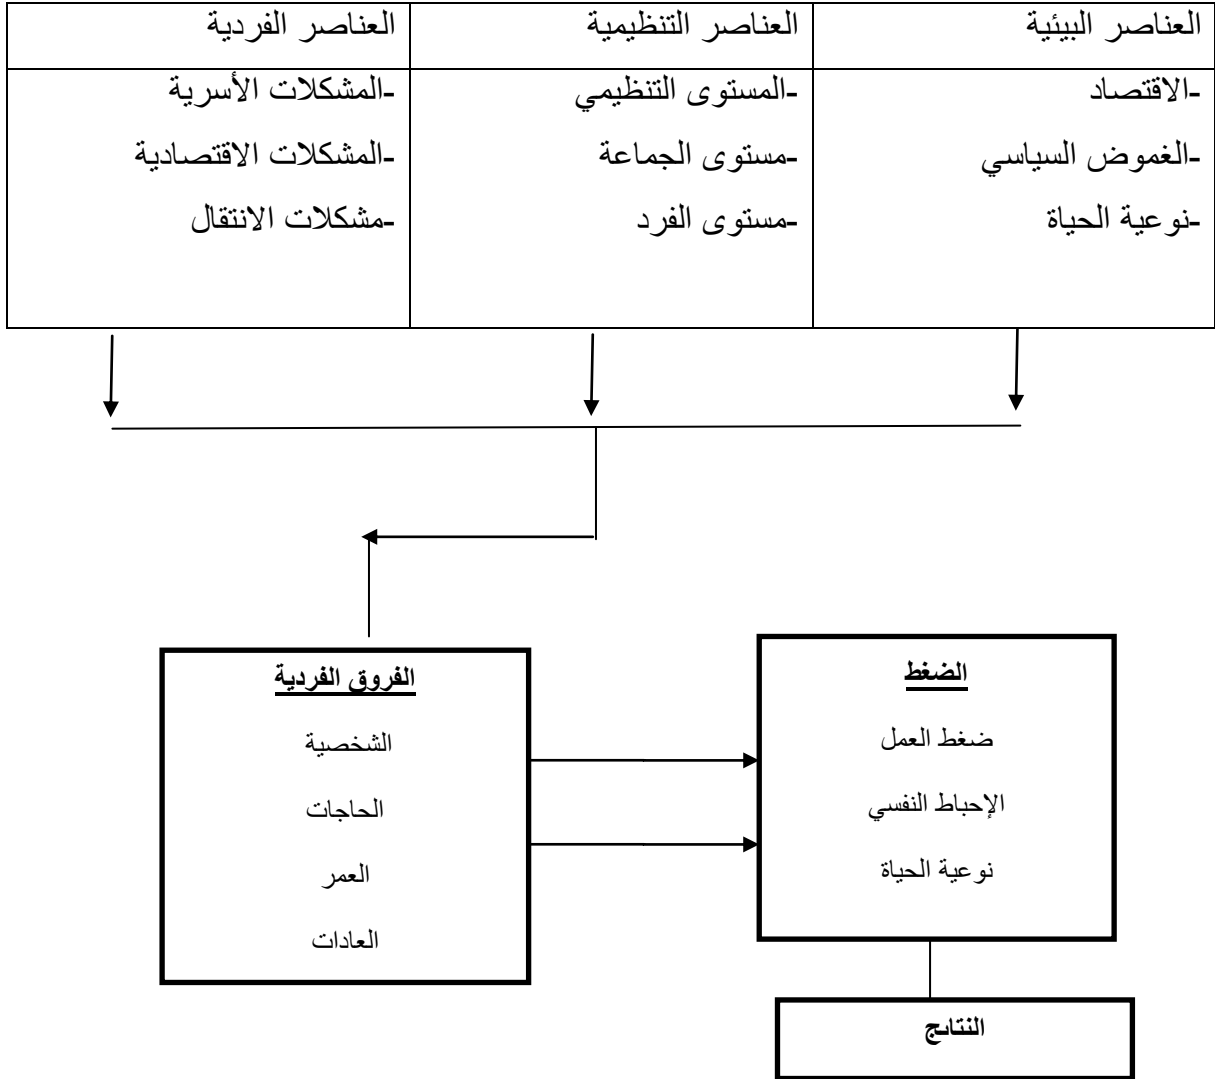 العناصر البيئية
العناصر التنظيمية
العناصر الفردية
-الاقتصاد
-الغموض السياسي
-نوعية الحياة
-المستوى التنظيمي
-مستوى الجماعة
-مستوى الفرد
-المشكلات الأسرية
-المشكلات الاقتصادية
-مشكلات الانتقال
الضغط
ضغط العمل
الإحباط النفسي
نوعية الحياة
الفروق الفردية
الشخصية
الحاجات
العمر
العادات
النتائج